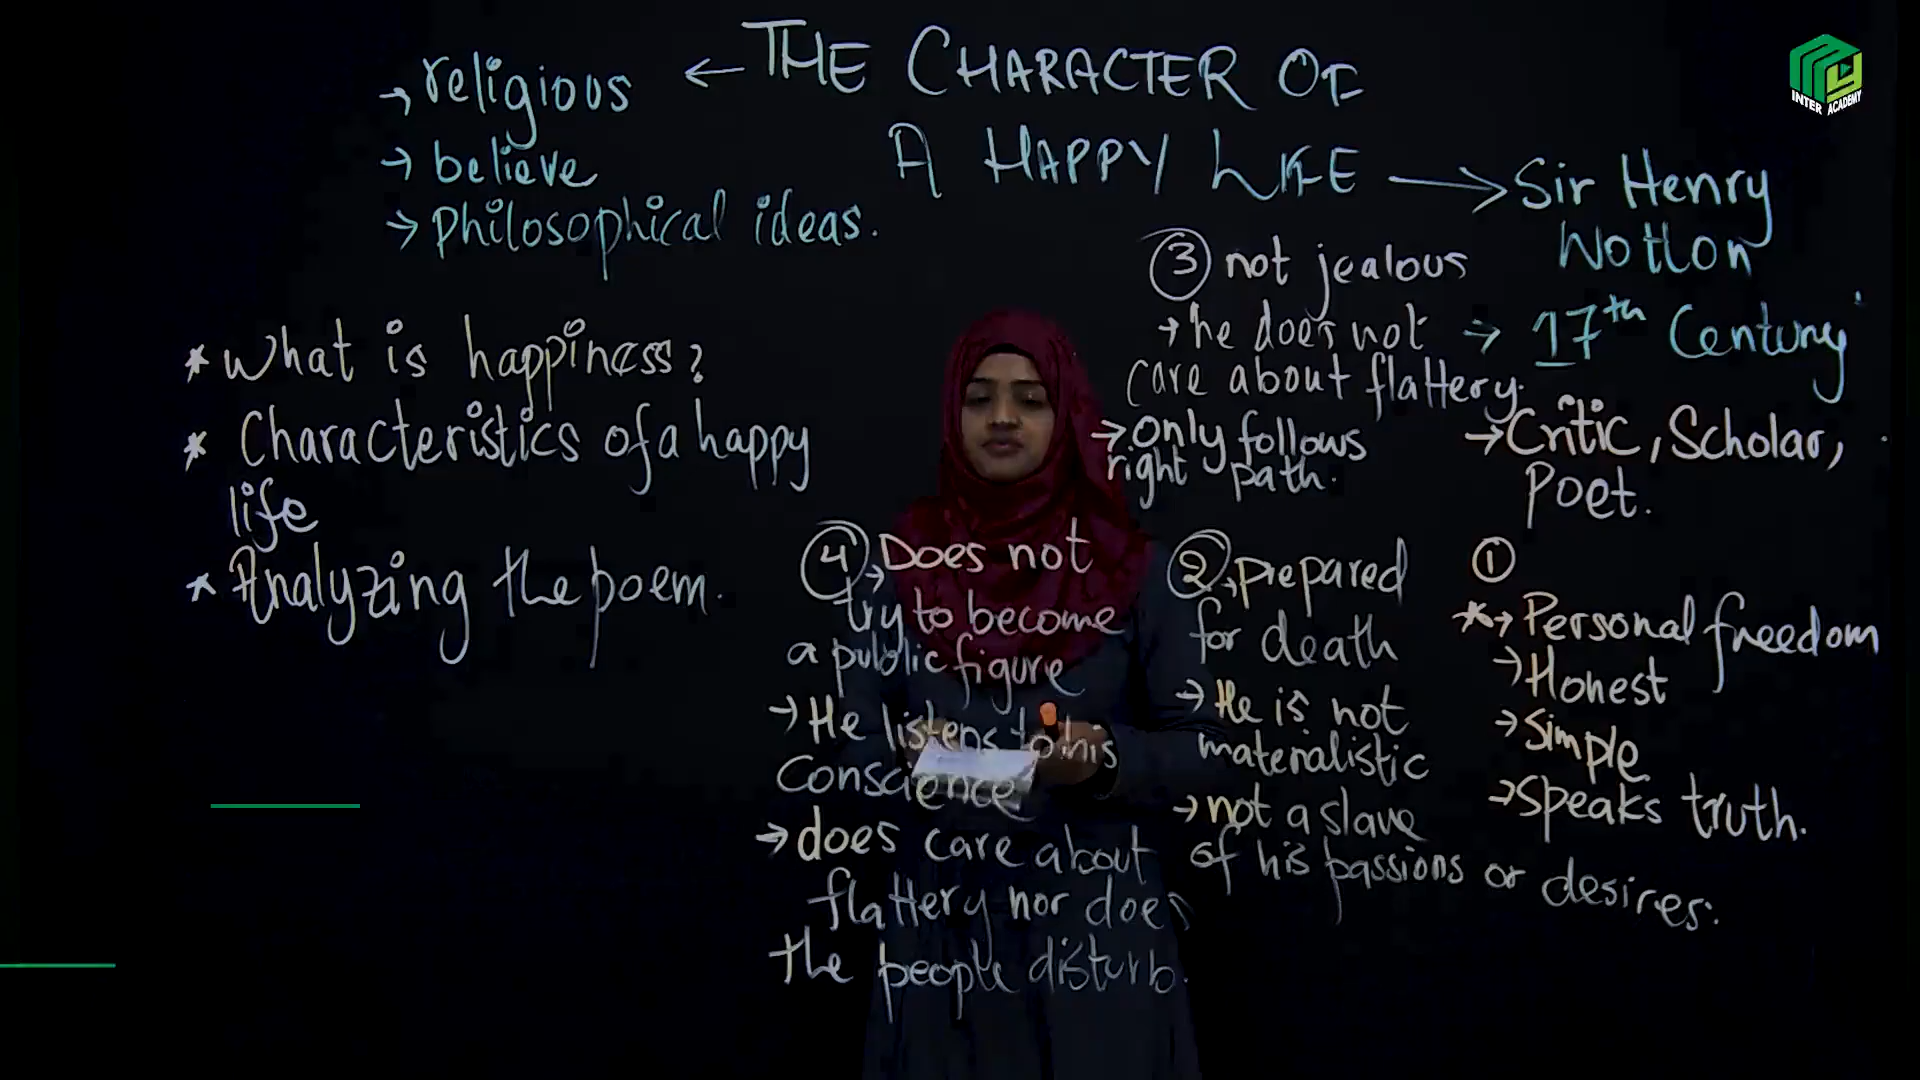 THE CHARACTER OF
A HAPPY LIFE
→ religious
→ believe
→ Philosophical ideas.
→ Sir Henry
Wotton
→ 17th Century
→ Critic, Scholar,
Poet.
* What is happiness?
* Characteristics of a happy
life
* Analyzing the poem.
①
* → Personal freedom
→ Honest
→ Simple
→ Speaks truth.
② → prepared
for death
→ He is not
materialistic
→ not a slave
of his passions or desires.
③ not jealous
→ he does not
care about flattery.
→ only follows
right path.
④ → Does not
try to become
a public figure
→ He listens to his
Conscience
→ does care about
flattery nor does
the people disturb.
INTER ACADEMY